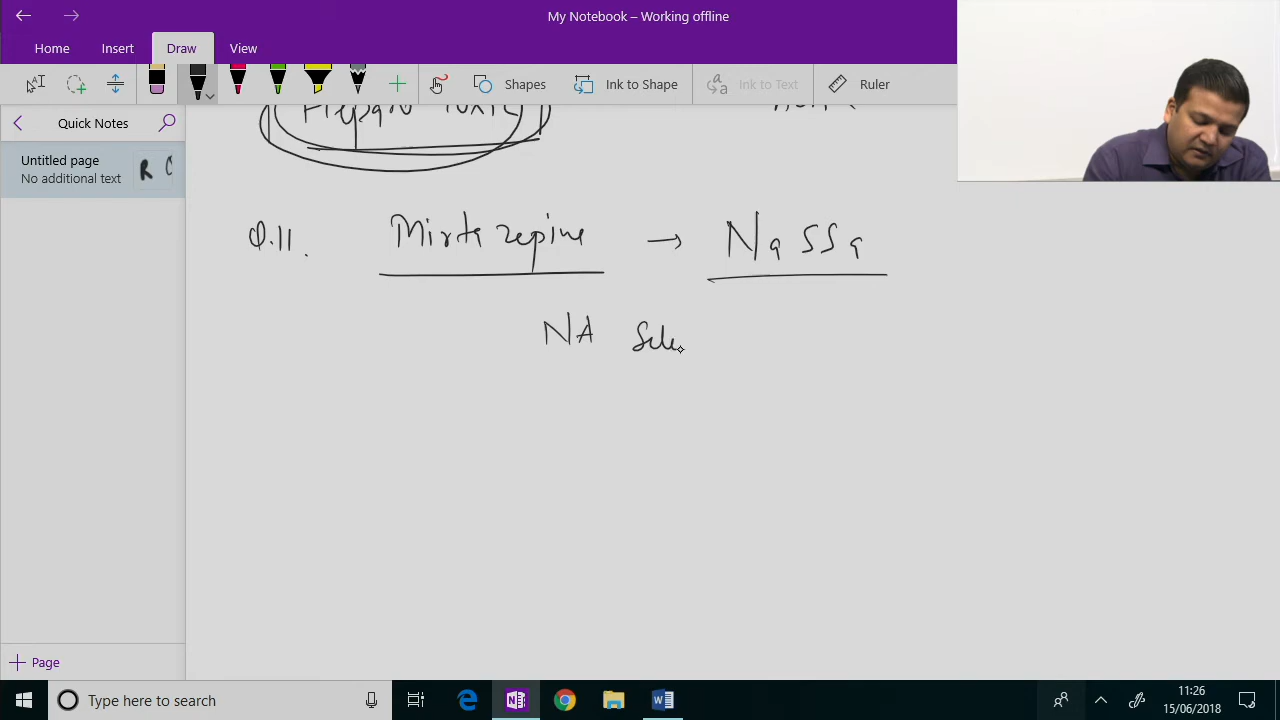 My Notebook – Working offline
Home Insert Draw View
Shapes Ink to Shape Ink to Text Ruler
Quick Notes
Untitled page
No additional text
R
Q.11. Mirtazepine → NaSSa
NA Sele
+ Page
Type here to search
11:26
15/06/2018